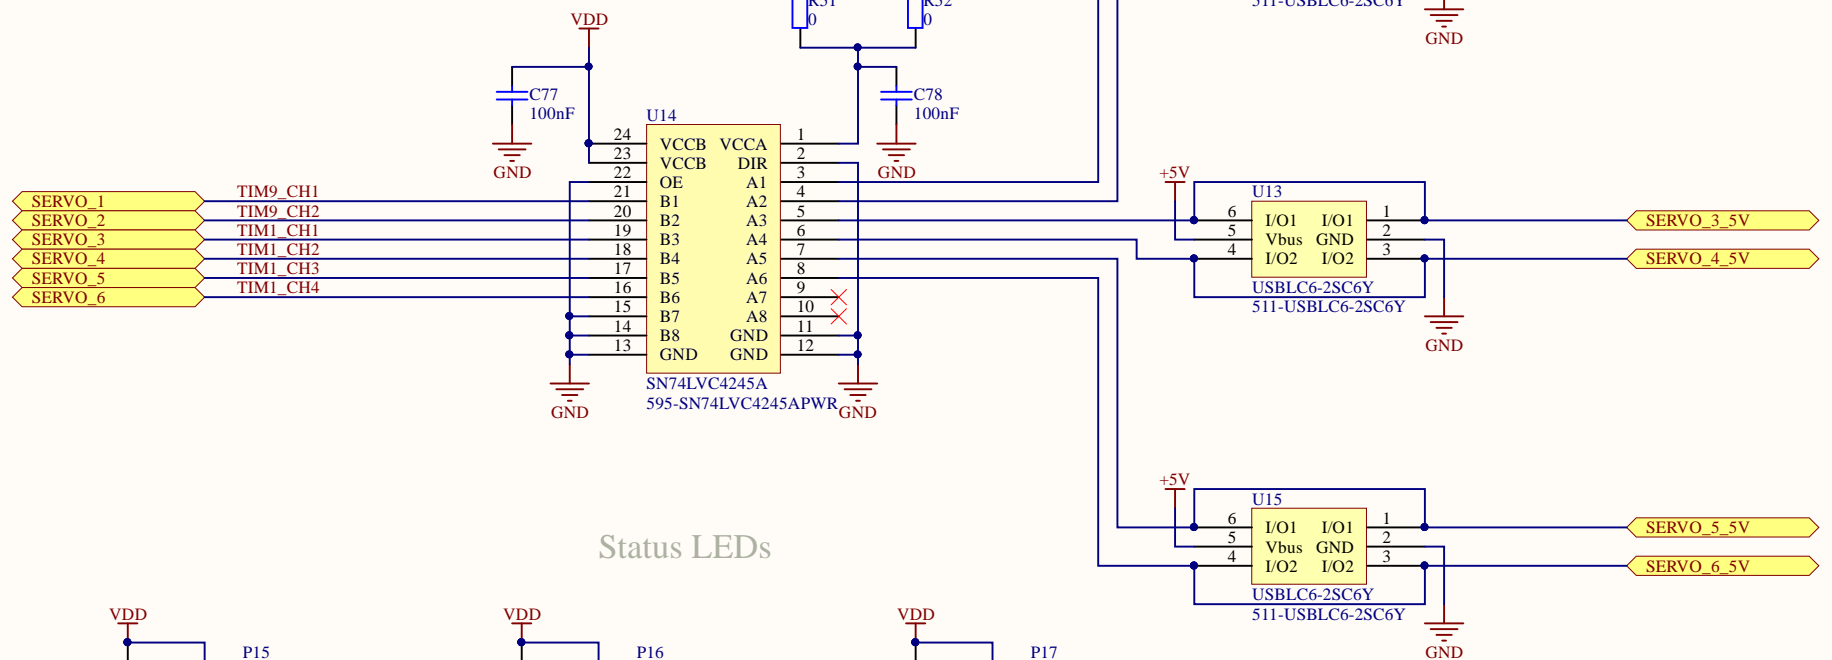 R51
R52
0
0
511-USBLC6-2SC6Y
GND
VDD
C77
100nF
GND
C78
100nF
GND
U14
24 VCCB VCCA 1
23 VCCB DIR 2
22 OE A1 3
21 B1 A2 4
20 B2 A3 5
19 B3 A4 6
18 B4 A5 7
17 B5 A6 8
16 B6 A7 9
15 B7 A8 10
14 B8 GND 11
13 GND GND 12
SN74LVC4245A
595-SN74LVC4245APWR
GND
GND
SERVO_1 TIM9_CH1
SERVO_2 TIM9_CH2
SERVO_3 TIM1_CH1
SERVO_4 TIM1_CH2
SERVO_5 TIM1_CH3
SERVO_6 TIM1_CH4
+5V
U13
6 I/O1 I/O1 1
5 Vbus GND 2
4 I/O2 I/O2 3
USBLC6-2SC6Y
511-USBLC6-2SC6Y
SERVO_3_5V
SERVO_4_5V
GND
+5V
U15
6 I/O1 I/O1 1
5 Vbus GND 2
4 I/O2 I/O2 3
USBLC6-2SC6Y
511-USBLC6-2SC6Y
SERVO_5_5V
SERVO_6_5V
GND
Status LEDs
VDD
P15
VDD
P16
VDD
P17